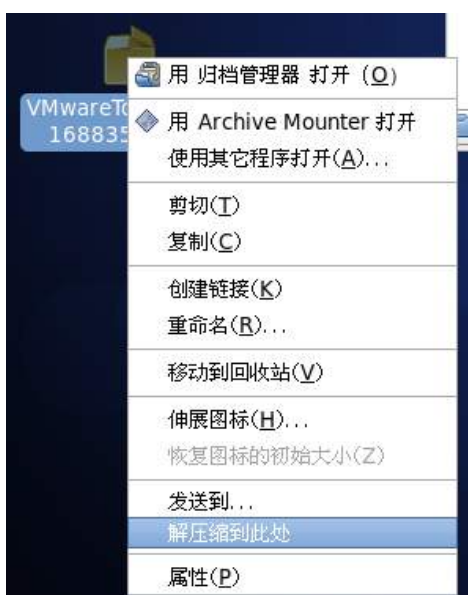 VMwareTo
168835
用 归档管理器 打开 (O)
用 Archive Mounter 打开
使用其它程序打开(A)...
剪切(T)
复制(C)
创建链接(K)
重命名(R)...
移动到回收站(V)
伸展图标(H)...
恢复图标的初始大小(Z)
发送到...
解压缩到此处
属性(P)